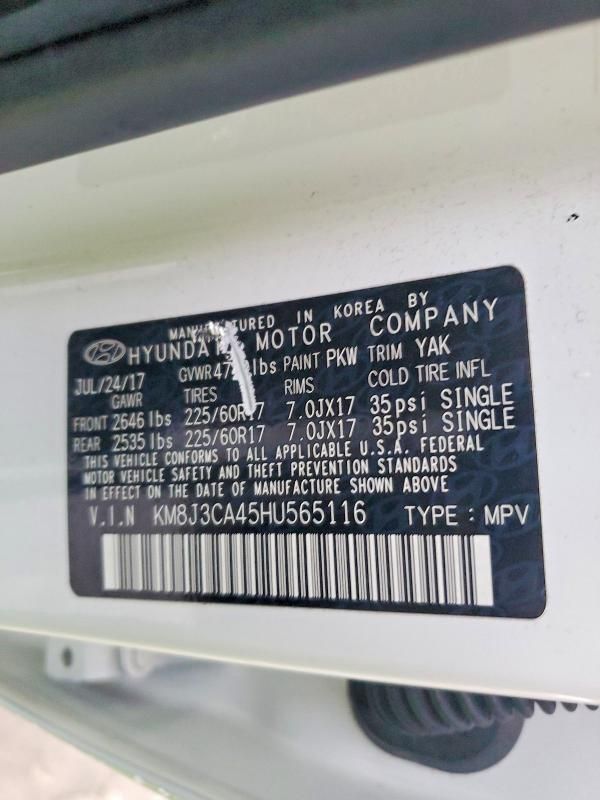 MANUFACTURED IN KOREA BY
HYUNDAI MOTOR COMPANY
JUL/24/17 GVWR lbs PAINT PKW TRIM YAK
GAWR TIRES RIMS COLD TIRE INFL
FRONT 2646 lbs 225/60R17 7.0JX17 35psi SINGLE
REAR 2535 lbs 225/60R17 7.0JX17 35psi SINGLE
THIS VEHICLE CONFORMS TO ALL APPLICABLE U.S.A. FEDERAL
MOTOR VEHICLE SAFETY AND THEFT PREVENTION STANDARDS
IN EFFECT ON THE DATE OF MANUFACTURE SHOWN ABOVE.
V.I.N KM8J3CA45HU565116 TYPE : MPV